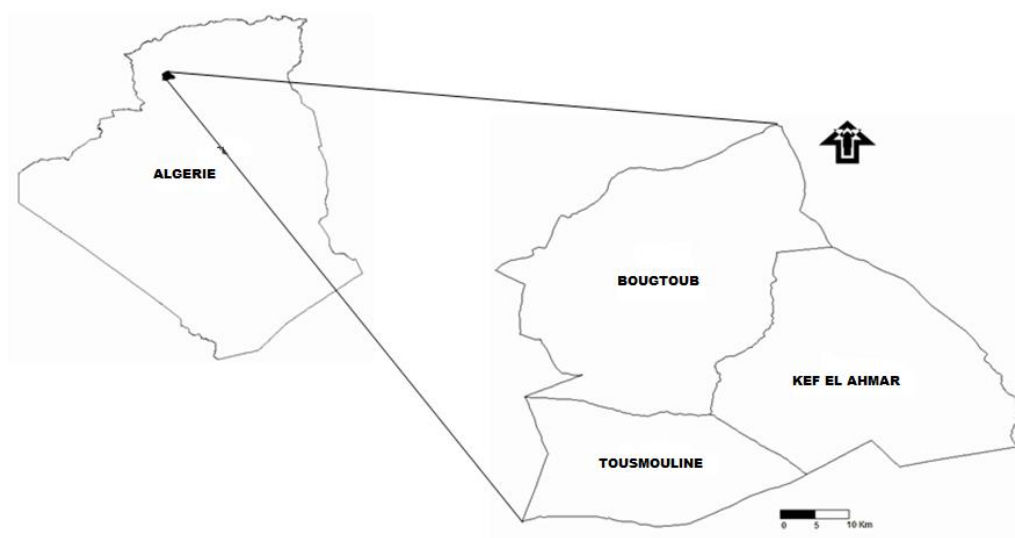 ALGERIE
BOUGTOUB
KEF EL AHMAR
TOUSMOULINE
0 5 10 Km